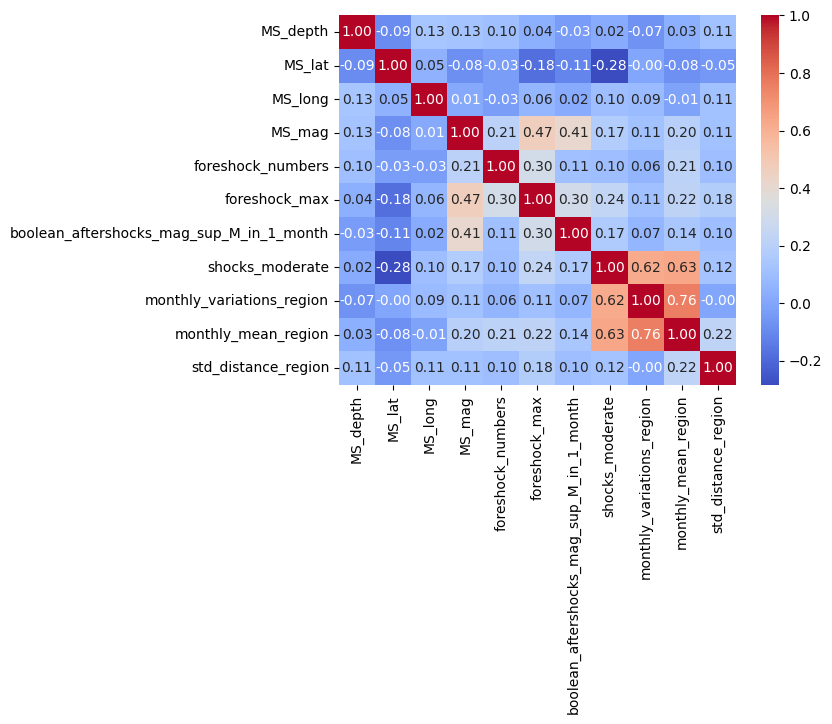 MS_depth 1.00 -0.09 0.13 0.13 0.10 0.04 -0.03 0.02 -0.07 0.03 0.11
MS_lat -0.09 1.00 0.05 -0.08 -0.03 -0.18 -0.11 -0.28 -0.00 -0.08 -0.05
MS_long 0.13 0.05 1.00 0.01 -0.03 0.06 0.02 0.10 0.09 -0.01 0.11
MS_mag 0.13 -0.08 0.01 1.00 0.21 0.47 0.41 0.17 0.11 0.20 0.11
foreshock_numbers 0.10 -0.03 -0.03 0.21 1.00 0.30 0.11 0.10 0.06 0.21 0.10
foreshock_max 0.04 -0.18 0.06 0.47 0.30 1.00 0.30 0.24 0.11 0.22 0.18
boolean_aftershocks_mag_sup_M_in_1_month -0.03 -0.11 0.02 0.41 0.11 0.30 1.00 0.17 0.07 0.14 0.10
shocks_moderate 0.02 -0.28 0.10 0.17 0.10 0.24 0.17 1.00 0.62 0.63 0.12
monthly_variations_region -0.07 -0.00 0.09 0.11 0.06 0.11 0.07 0.62 1.00 0.76 -0.00
monthly_mean_region 0.03 -0.08 -0.01 0.20 0.21 0.22 0.14 0.63 0.76 1.00 0.22
std_distance_region 0.11 -0.05 0.11 0.11 0.10 0.18 0.10 0.12 -0.00 0.22 1.00
MS_depth
MS_lat
MS_long
MS_mag
foreshock_numbers
foreshock_max
boolean_aftershocks_mag_sup_M_in_1_month
shocks_moderate
monthly_variations_region
monthly_mean_region
std_distance_region
1.0
0.8
0.6
0.4
0.2
0.0
−0.2